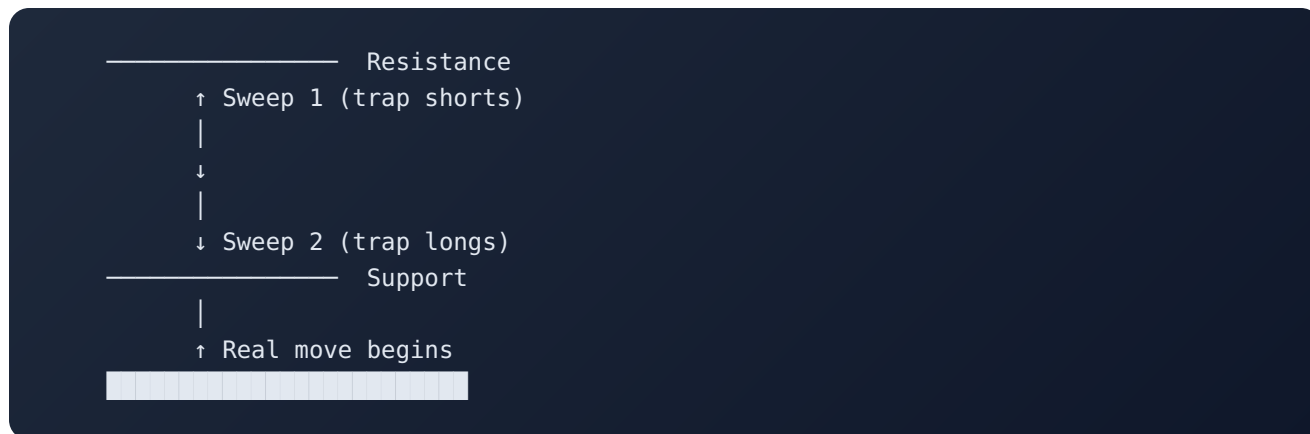 ──────────────── Resistance
↑ Sweep 1 (trap shorts)
│
↓
│
↓ Sweep 2 (trap longs)
──────────────── Support
│
↑ Real move begins
█████████████████████████